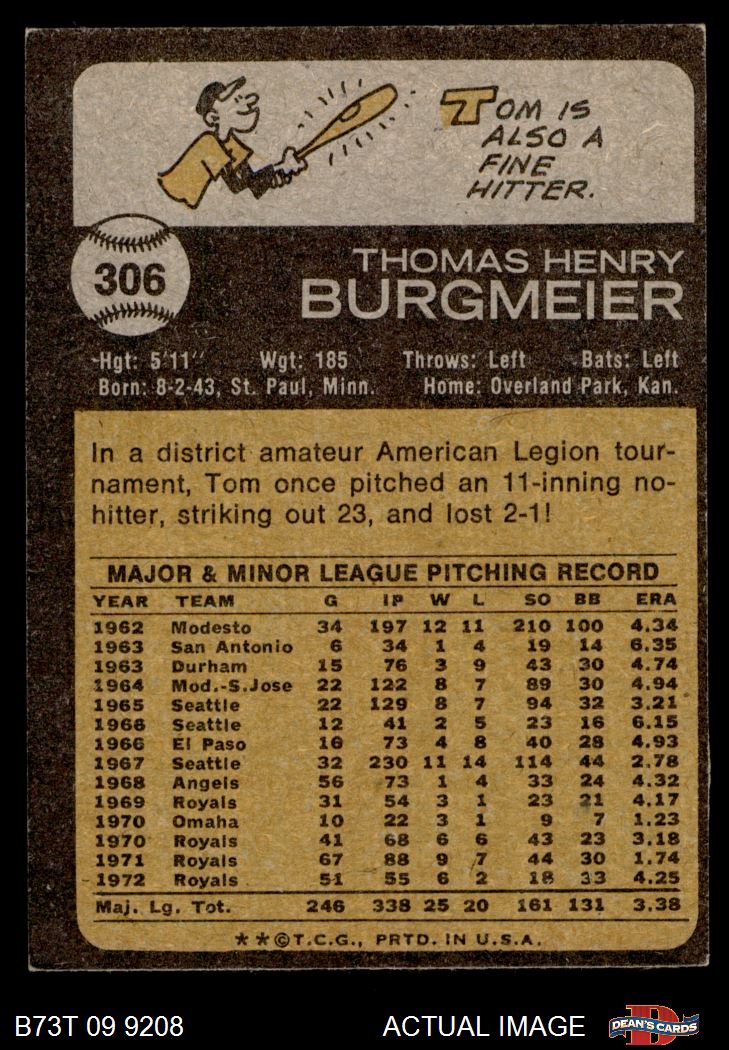 TOM IS
ALSO A
FINE
HITTER.
306
THOMAS HENRY
BURGMEIER
Hgt: 5'11" Wgt: 185 Throws: Left Bats: Left
Born: 8-2-43, St. Paul, Minn. Home: Overland Park, Kan.
In a district amateur American Legion tour-
nament, Tom once pitched an 11-inning no-
hitter, striking out 23, and lost 2-1!
MAJOR & MINOR LEAGUE PITCHING RECORD
YEAR TEAM G IP W L SO BB ERA
1962 Modesto 34 197 12 11 210 100 4.34
1963 San Antonio 6 34 1 4 19 14 6.35
1963 Durham 15 76 3 9 43 30 4.74
1964 Mod.-S.Jose 22 122 8 7 89 30 4.94
1965 Seattle 22 129 8 7 94 32 3.21
1966 Seattle 12 41 2 5 23 16 6.15
1966 El Paso 16 73 4 8 40 28 4.93
1967 Seattle 32 230 11 14 114 44 2.78
1968 Angels 56 73 1 4 33 24 4.32
1969 Royals 31 54 3 1 23 21 4.17
1970 Omaha 10 22 3 1 9 7 1.23
1970 Royals 41 68 6 6 43 23 3.18
1971 Royals 67 88 9 7 44 30 1.74
1972 Royals 51 55 6 2 18 33 4.25
Maj. Lg. Tot. 246 338 25 20 161 131 3.38
**©T.C.G., PRTD. IN U.S.A.
B73T 09 9208 ACTUAL IMAGE DEAN'S CARDS